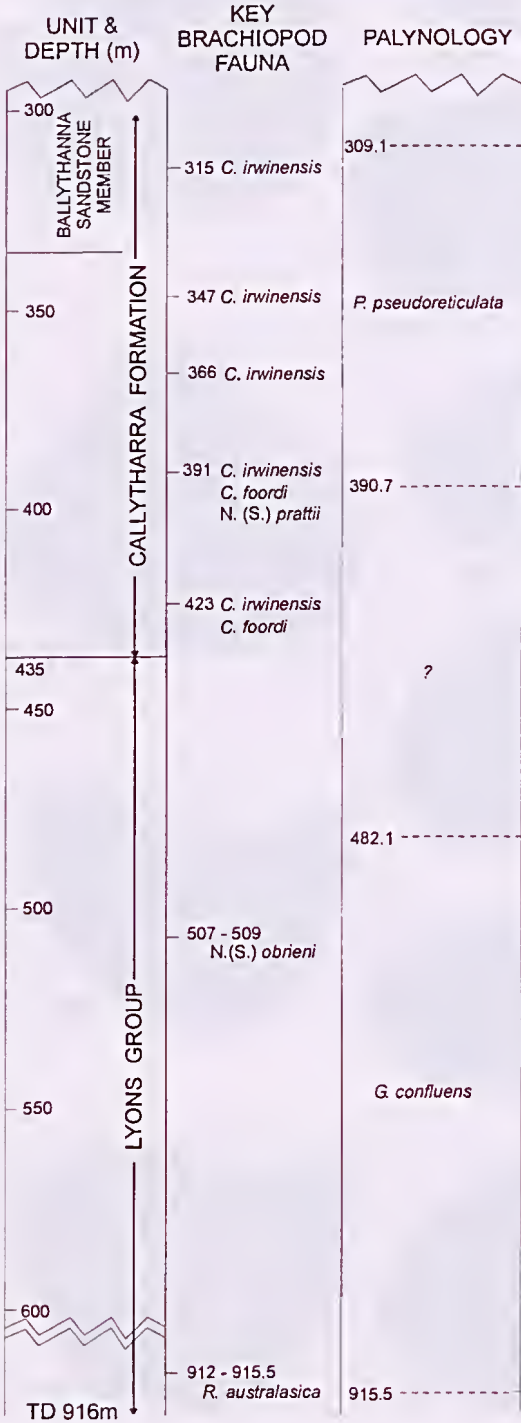 UNIT &
DEPTH (m)
KEY
BRACHIOPOD
FAUNA
PALYNOLOGY
300
BALLYTHANNA
SANDSTONE
MEMBER
350
CALLYTHARRA FORMATION
400
435
450
500
LYONS GROUP
550
600
TD 916m
315 C. irwinensis
347 C. irwinensis
366 C. irwinensis
391 C. irwinensis
C. foordi
N. (S.) prattii
423 C. irwinensis
C. foordi
507 - 509
N.(S.) obrieni
912 - 915.5
R. australasica
309.1
P. pseudoreticulata
390.7
?
482.1
G. confluens
915.5